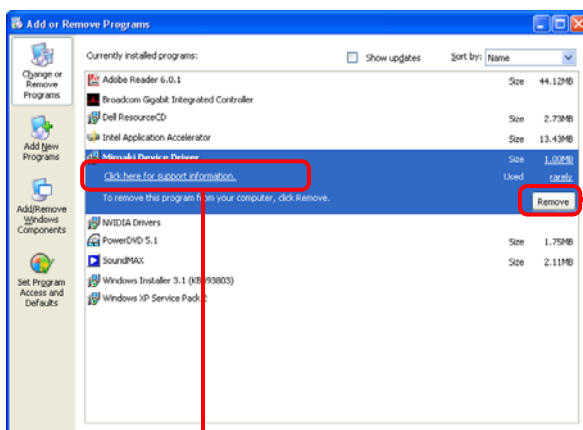 Add or Remove Programs
Change or
Remove
Programs
Add New
Programs
Add/Remove
Windows
Components
Set Program
Access and
Defaults
Currently installed programs:
Show updates
Sort by: Name
Adobe Reader 6.0.1 Size 44.12MB
Broadcom Gigabit Integrated Controller
Dell ResourceCD Size 2.73MB
Intel Application Accelerator Size 13.43MB
Mimaki Device Driver Size 1.00MB
Click here for support information. Used rarely
To remove this program from your computer, click Remove. Remove
NVIDIA Drivers
PowerDVD 5.1 Size 1.75MB
SoundMAX Size 2.11MB
Windows Installer 3.1 (KB893803)
Windows XP Service Pack 2